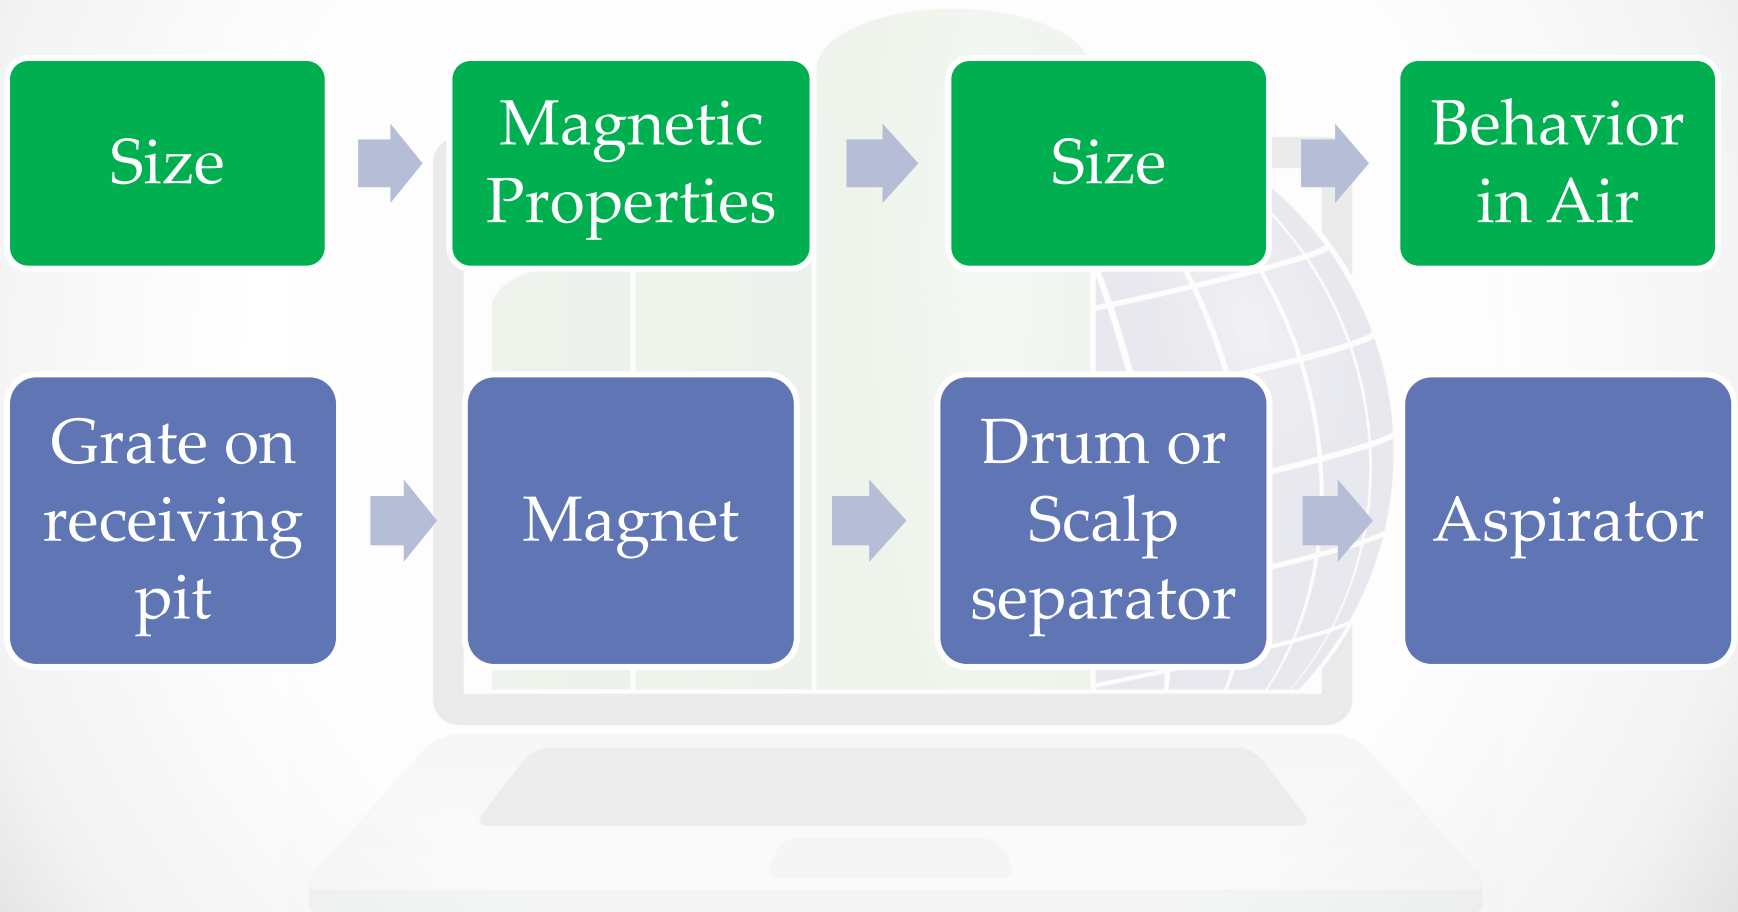 Size
Magnetic
Properties
Size
Behavior
in Air
Grate on
receiving
pit
Magnet
Drum or
Scalp
separator
Aspirator